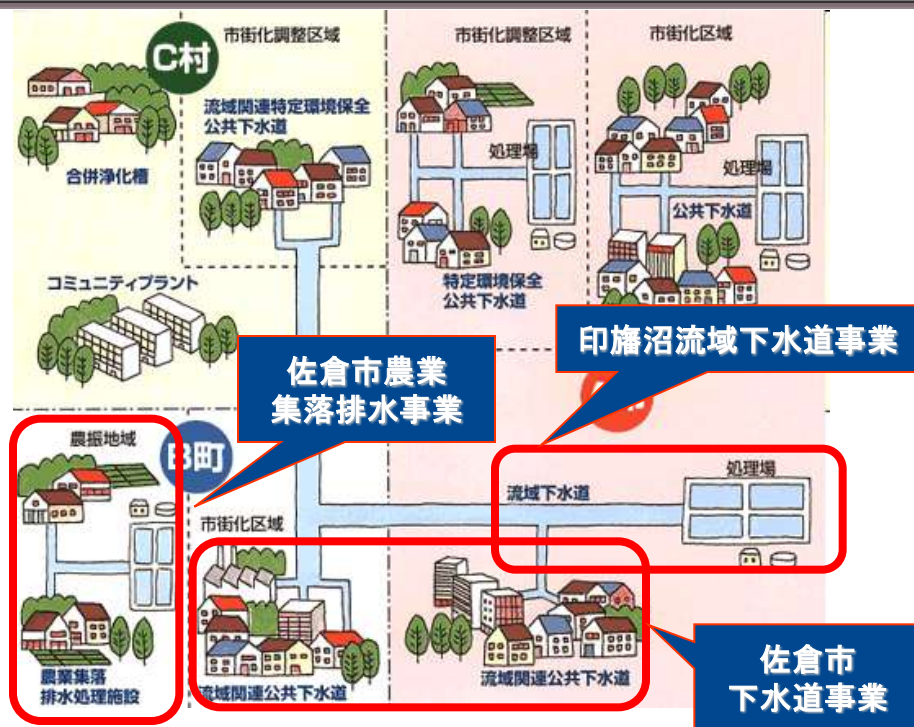 C村
市街化調整区域
流域関連特定環境保全
公共下水道
合併浄化槽
コミュニティプラント
市街化調整区域
処理場
特定環境保全
公共下水道
市街化区域
処理場
公共下水道
印旛沼流域下水道事業
佐倉市農業
集落排水事業
農振地域
B町
農業集落
排水処理施設
市街化区域
流域関連公共下水道
流域下水道
処理場
流域関連公共下水道
佐倉市
下水道事業